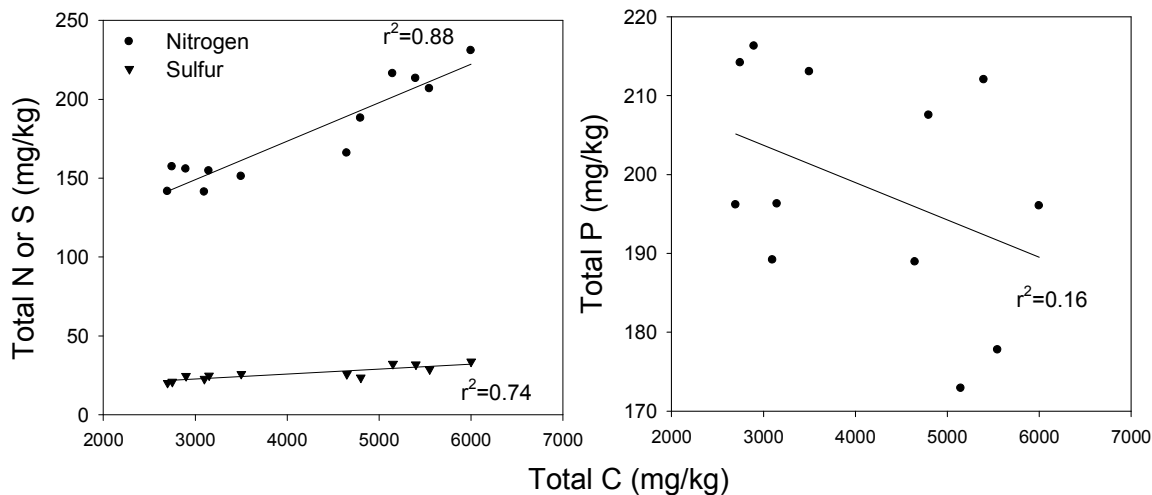 250
200
150
100
50
0
Total N or S (mg/kg)
Nitrogen
Sulfur
r²=0.88
r²=0.74
2000 3000 4000 5000 6000 7000
220
210
200
190
180
170
Total P (mg/kg)
r²=0.16
2000 3000 4000 5000 6000 7000
Total C (mg/kg)